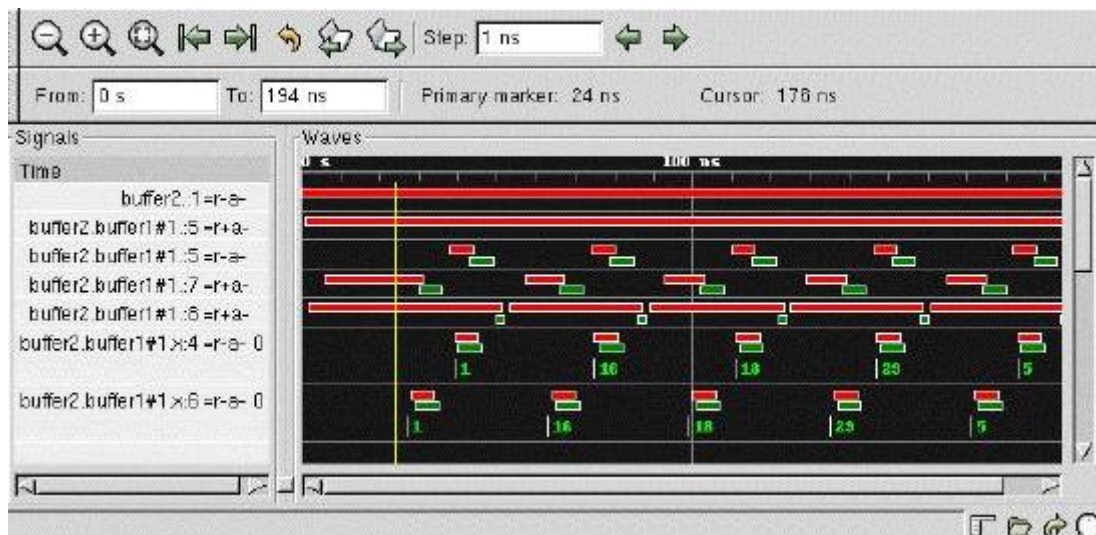 Step: 1 ns
From: 0 s To: 194 ns Primary marker: 24 ns Cursor: 178 ns
Signals Waves
Time
0 s 100 ns
buffer2.:1=r-a-
buffer2.buffer1#1.:5=r+a-
buffer2.buffer1#1.:5=r-a-
buffer2.buffer1#1.:7=r+a-
buffer2.buffer1#1.:8=r+a-
buffer2.buffer1#1.x:4=r-a- 0
1 16 18 29 5
buffer2.buffer1#1.x:6=r-a- 0
1 16 18 29 5